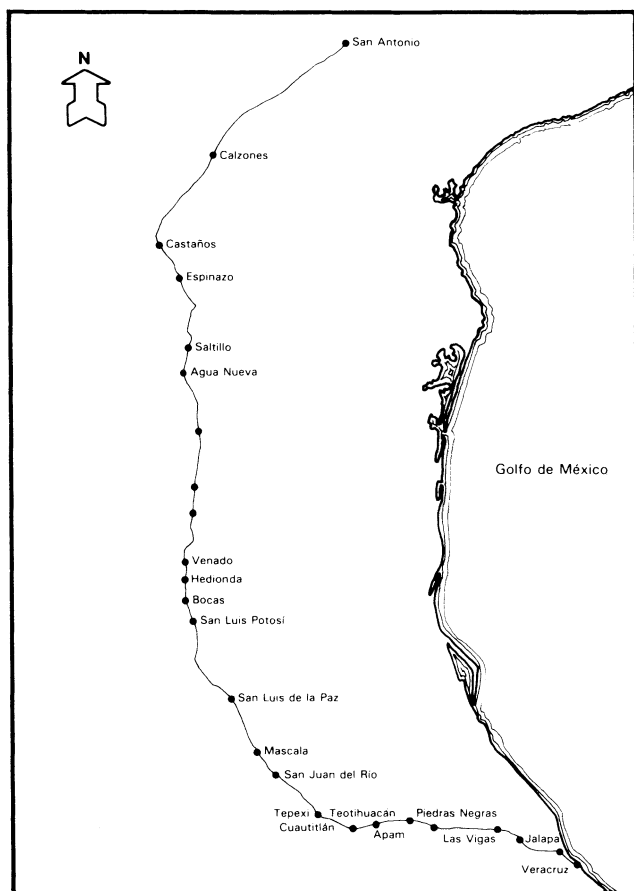 N
San Antonio
Calzones
Castaños
Espinazo
Saltillo
Agua Nueva
Golfo de México
Venado
Hedionda
Bocas
San Luis Potosí
San Luis de la Paz
Mascala
San Juan del Río
Tepexi
Teotihuacán
Piedras Negras
Cuautitlán
Apam
Las Vigas
Jalapa
Veracruz